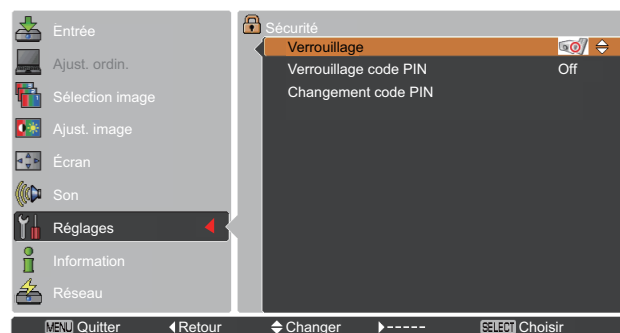 Entrée
Ajust. ordin.
Sélection image
Ajust. image
Écran
Son
Réglages
Information
Réseau
Sécurité
Verrouillage
Verrouillage code PIN Off
Changement code PIN
MENU Quitter Retour Changer ----- SELECT Choisir